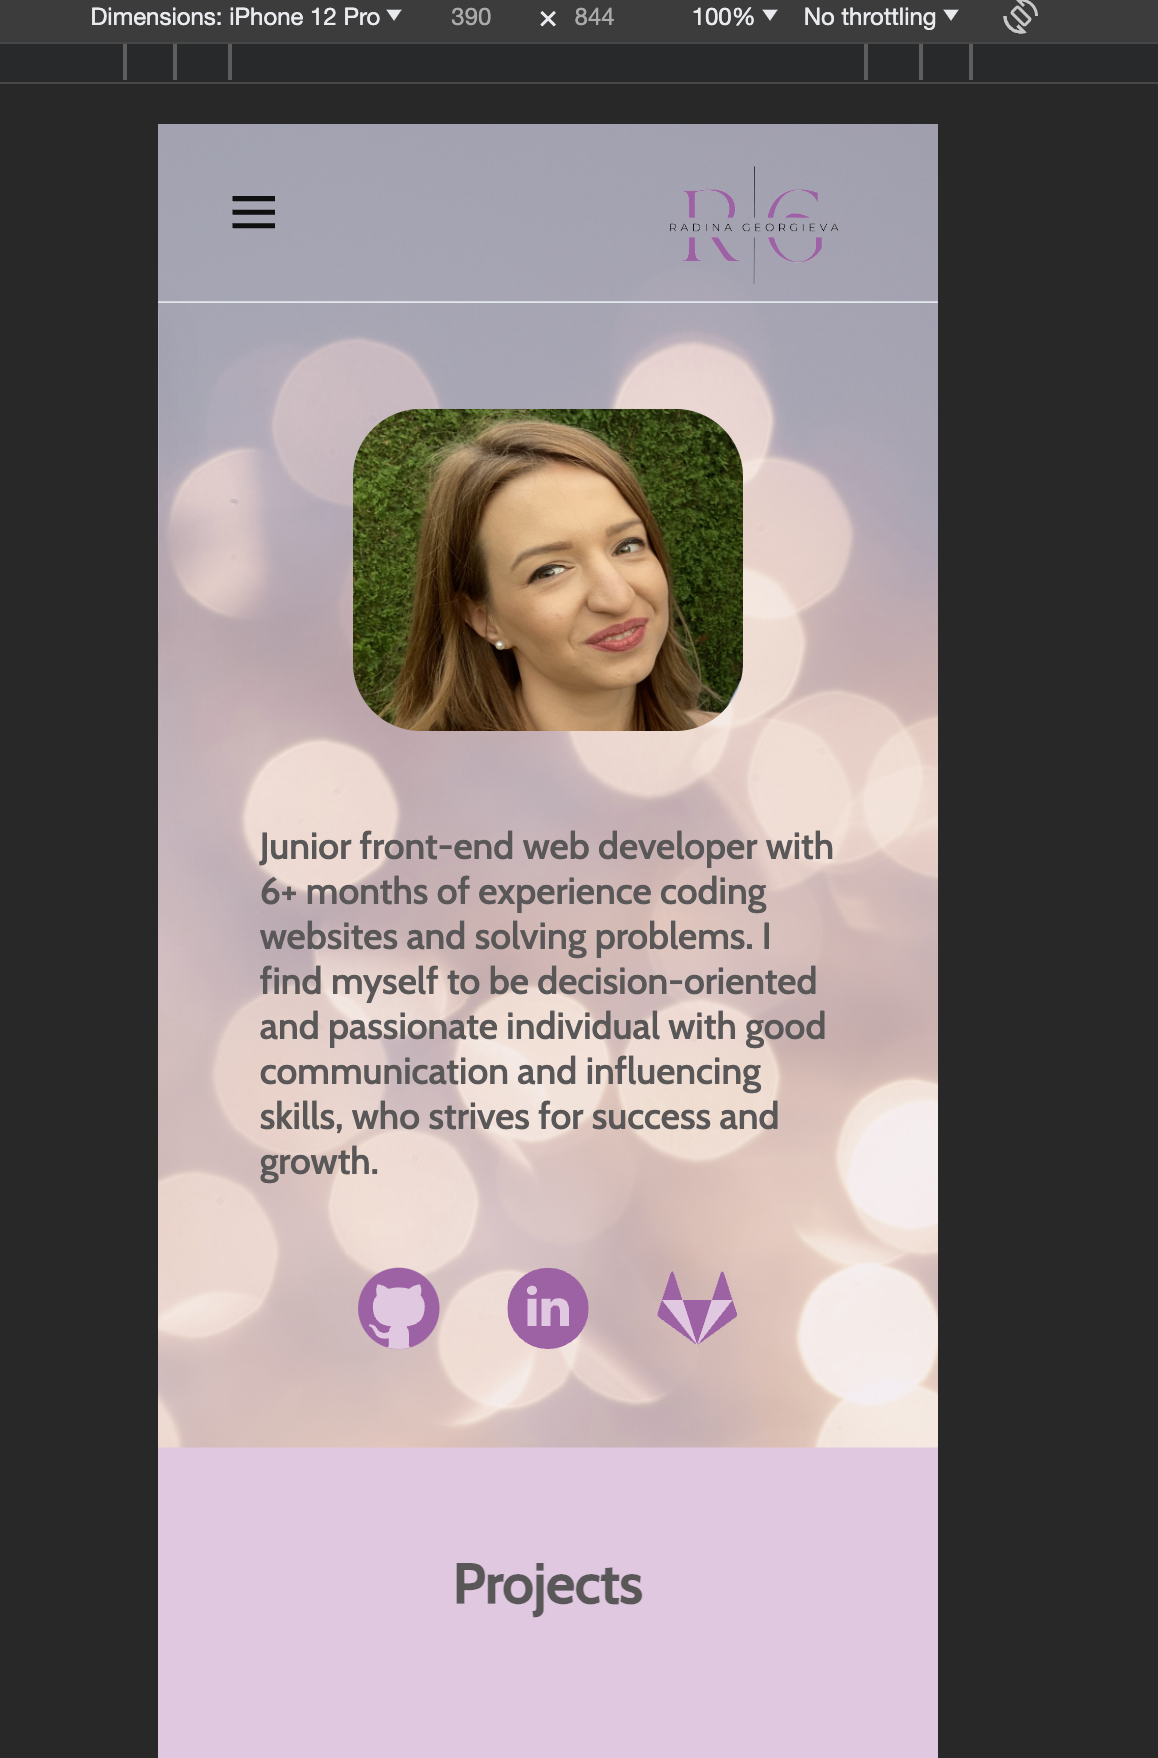 Dimensions: iPhone 12 Pro 390 × 844 100% No throttling
R G
RADINA GEORGIEVA
Junior front-end web developer with
6+ months of experience coding
websites and solving problems. I
find myself to be decision-oriented
and passionate individual with good
communication and influencing
skills, who strives for success and
growth.
in
Projects